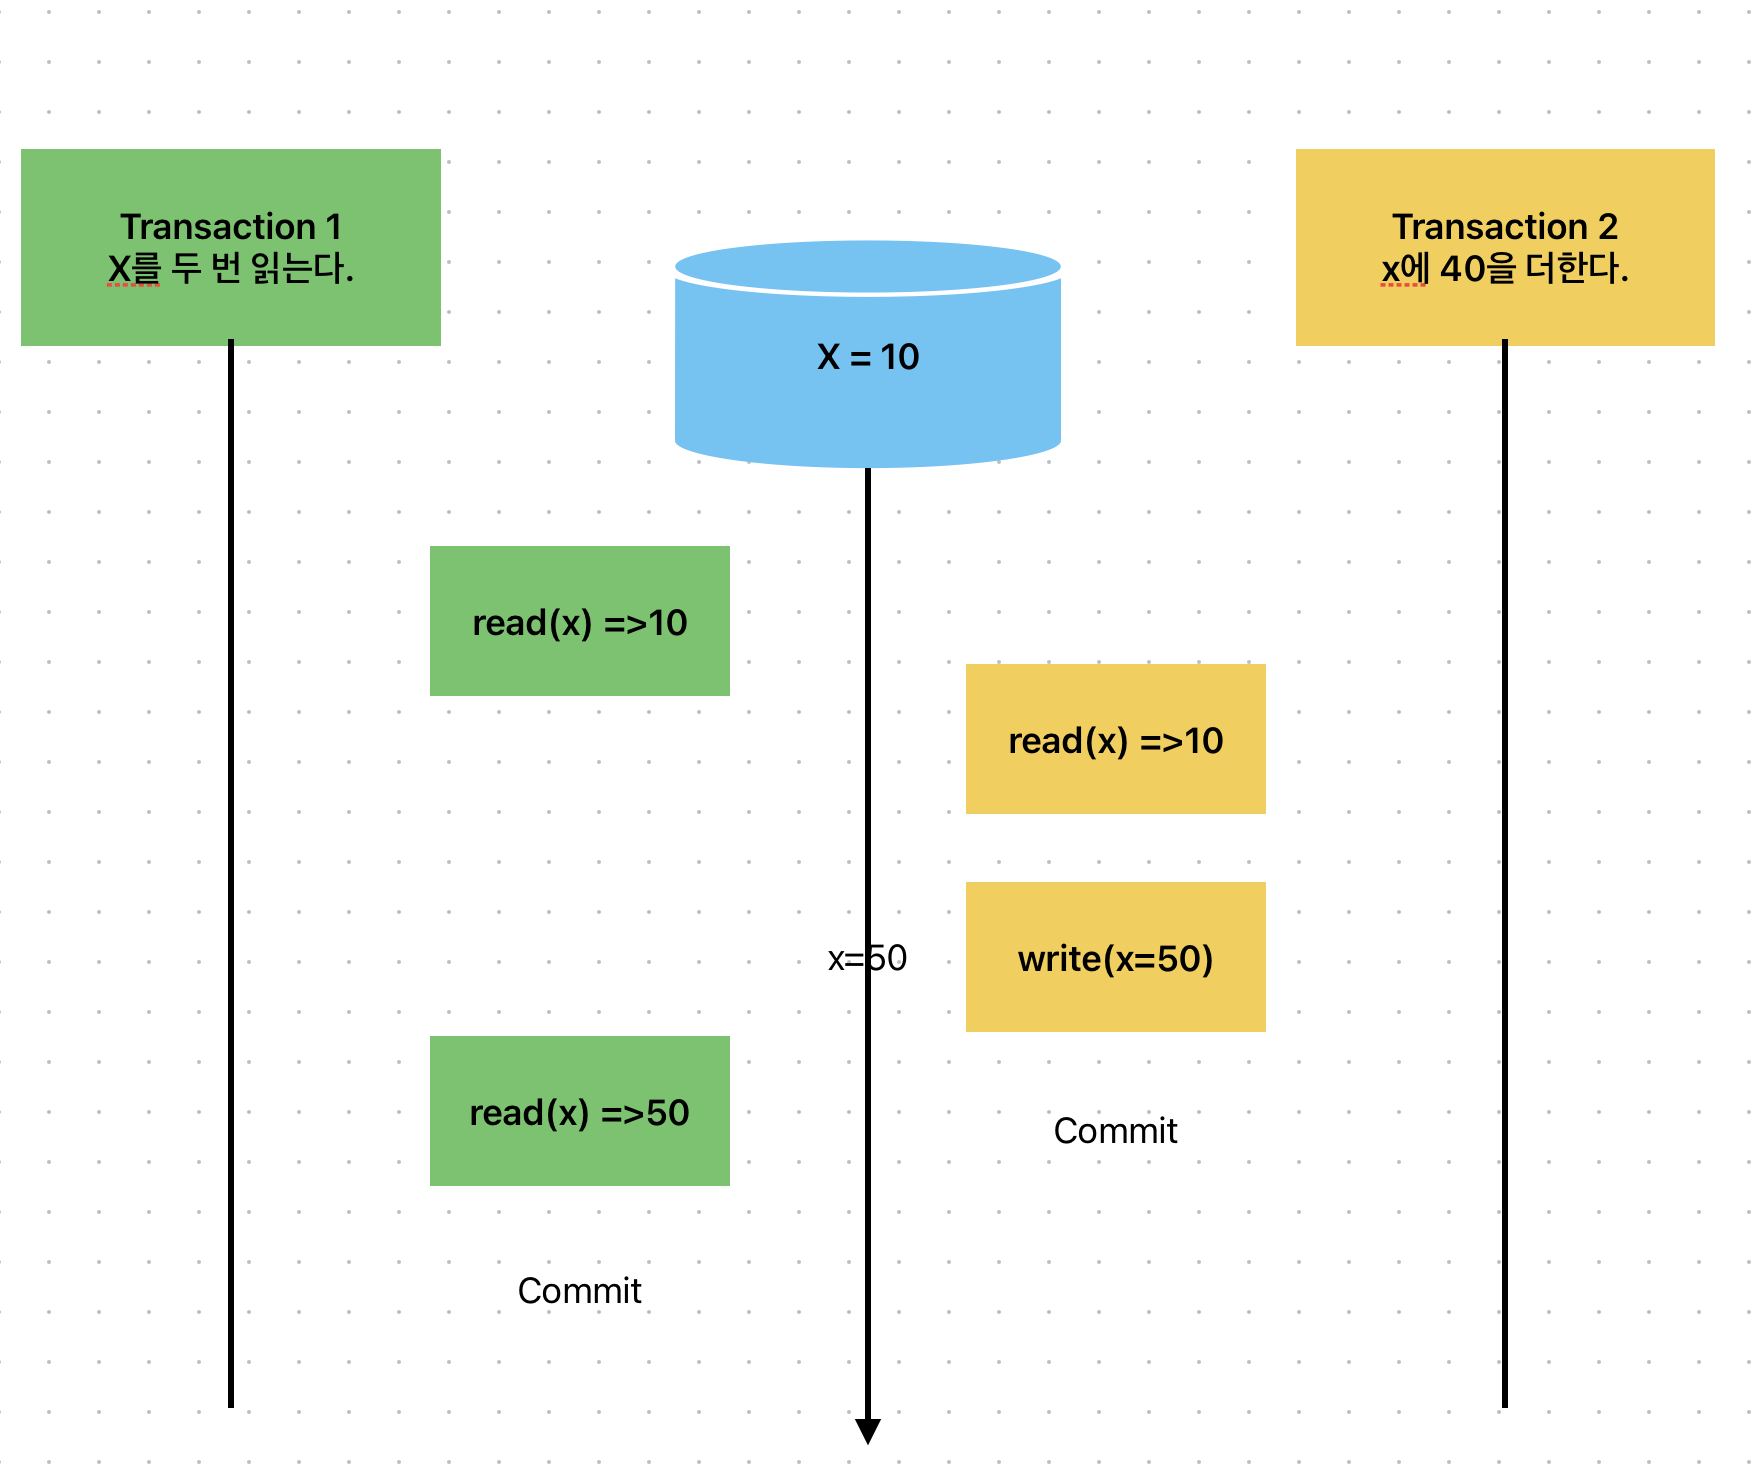 Transaction 1
X를 두 번 읽는다.
Transaction 2
x에 40을 더한다.
X = 10
read(x) =>10
read(x) =>10
x=50
write(x=50)
read(x) =>50
Commit
Commit